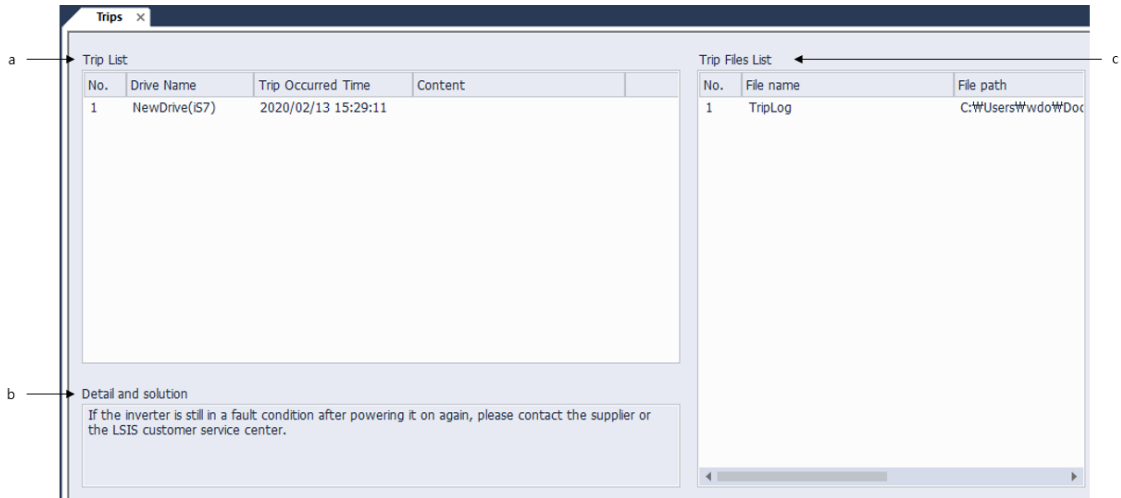 Trips ×
a
Trip List
No. Drive Name Trip Occurred Time Content
1 NewDrive(iS7) 2020/02/13 15:29:11
b
Detail and solution
If the inverter is still in a fault condition after powering it on again, please contact the supplier or
the LSIS customer service center.
Trip Files List
c
No. File name File path
1 TripLog C:₩Users₩wdo₩Doc